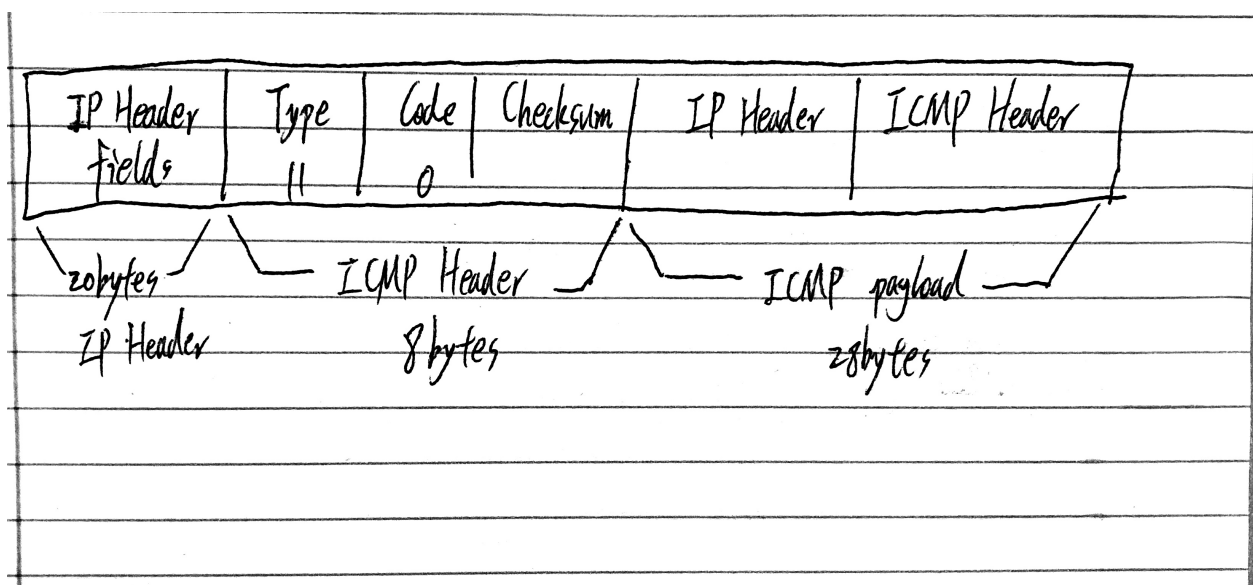 IP Header Type Code Checksum IP Header ICMP Header
fields 11 0
20bytes ICMP Header ICMP payload
IP Header 8bytes 28bytes